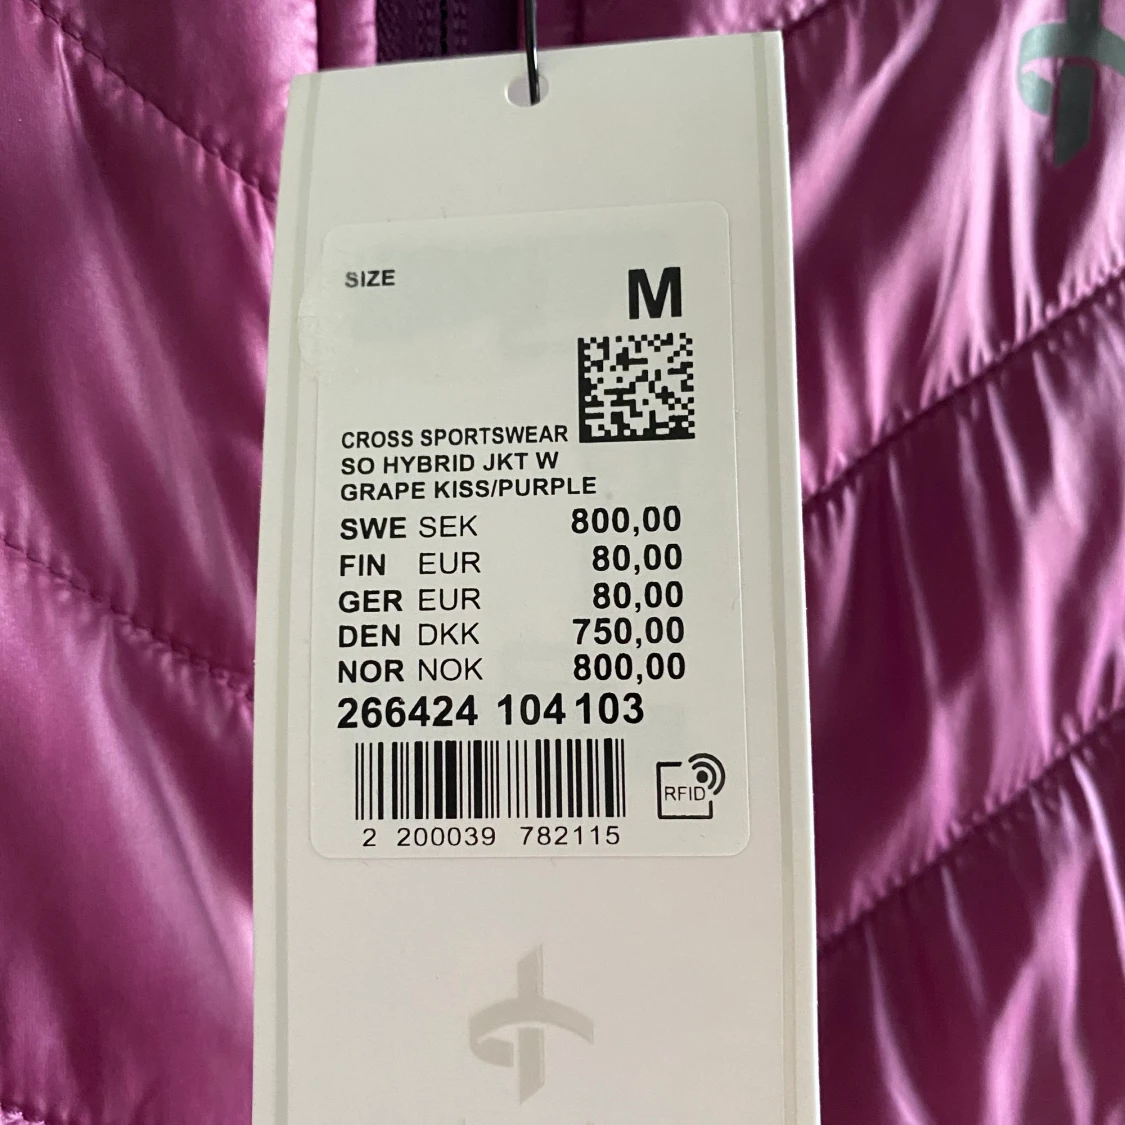 SIZE M
CROSS SPORTSWEAR
SO HYBRID JKT W
GRAPE KISS/PURPLE
SWE SEK 800,00
FIN EUR 80,00
GER EUR 80,00
DEN DKK 750,00
NOR NOK 800,00
266424 104103
RFID
2 200039 782115